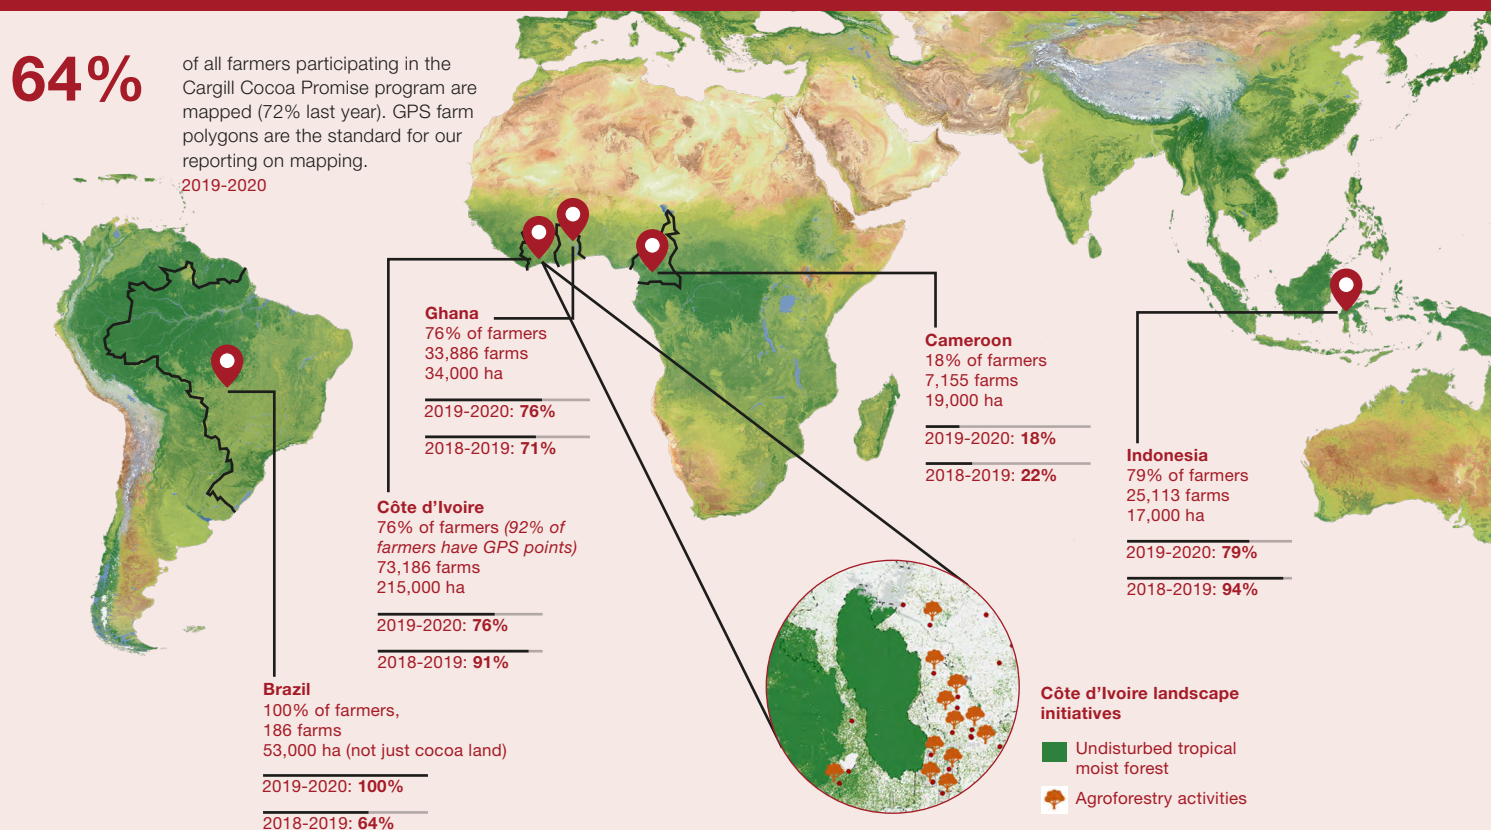 64%
of all farmers participating in the
Cargill Cocoa Promise program are
mapped (72% last year). GPS farm
polygons are the standard for our
reporting on mapping.
2019-2020
Ghana
76% of farmers
33,886 farms
34,000 ha
2019-2020: 76%
2018-2019: 71%
Cameroon
18% of farmers
7,155 farms
19,000 ha
2019-2020: 18%
2018-2019: 22%
Indonesia
79% of farmers
25,113 farms
17,000 ha
2019-2020: 79%
2018-2019: 94%
Côte d’Ivoire
76% of farmers (92% of
farmers have GPS points)
73,186 farms
215,000 ha
2019-2020: 76%
2018-2019: 91%
Brazil
100% of farmers,
186 farms
53,000 ha (not just cocoa land)
2019-2020: 100%
2018-2019: 64%
Côte d’Ivoire landscape
initiatives
Undisturbed tropical
moist forest
Agroforestry activities